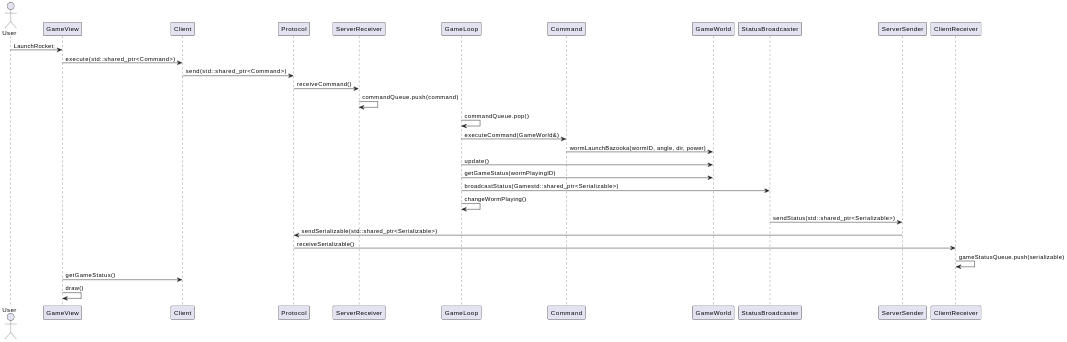 User
GameView
Client
Protocol
ServerReceiver
GameLoop
Command
GameWorld
StatusBroadcaster
ServerSender
ClientReceiver
LaunchRocket
execute(std::shared_ptr<Command>)
send(std::shared_ptr<Command>)
receiveCommand()
commandQueue.push(command)
commandQueue.pop()
executeCommand(GameWorld&)
wormLaunchBazooka(wormID, angle, dir, power)
update()
getGameStatus(wormPlayingID)
broadcastStatus(Gamestd::shared_ptr<Serializable>)
changeWormPlaying()
sendStatus(std::shared_ptr<Serializable>)
sendSerializable(std::shared_ptr<Serializable>)
receiveSerializable()
gameStatusQueue.push(serializable)
getGameStatus()
draw()
User
GameView
Client
Protocol
ServerReceiver
GameLoop
Command
GameWorld
StatusBroadcaster
ServerSender
ClientReceiver